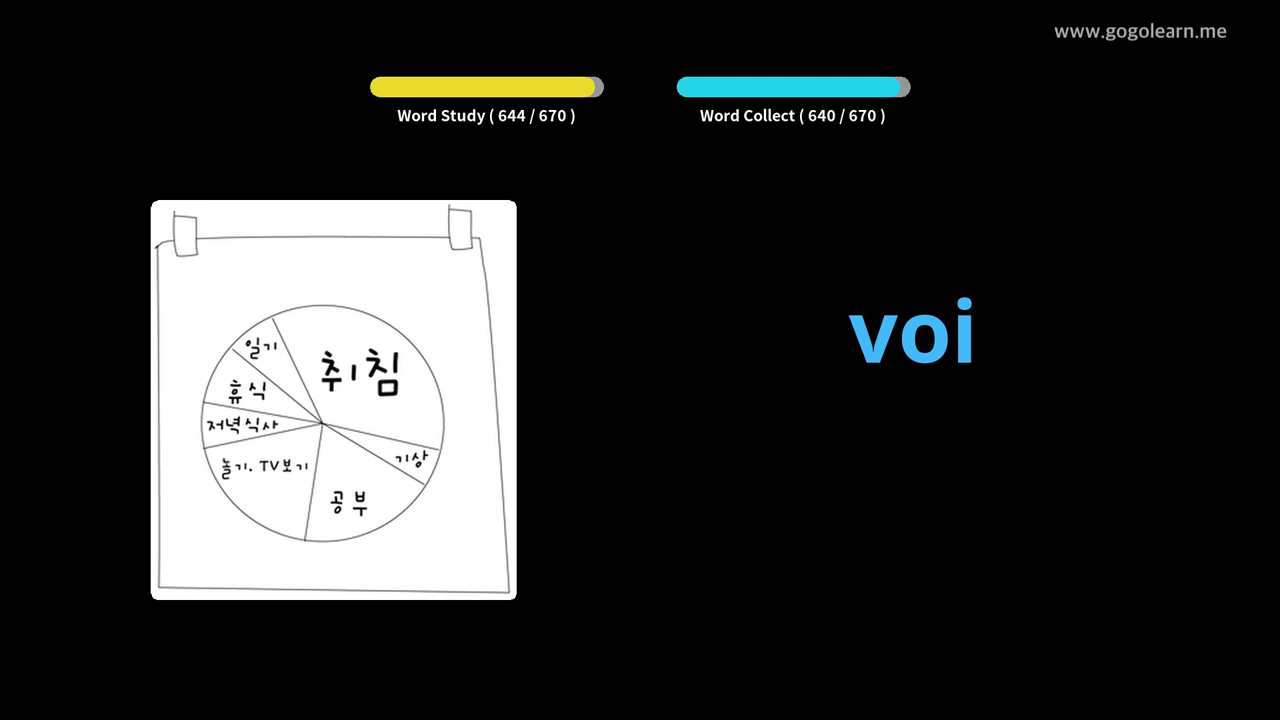 www.gogolearn.me
Word Study ( 644 / 670 )
Word Collect ( 640 / 670 )
일기
취침
휴식
저녁식사
놀기. TV보기
기상
공부
voi